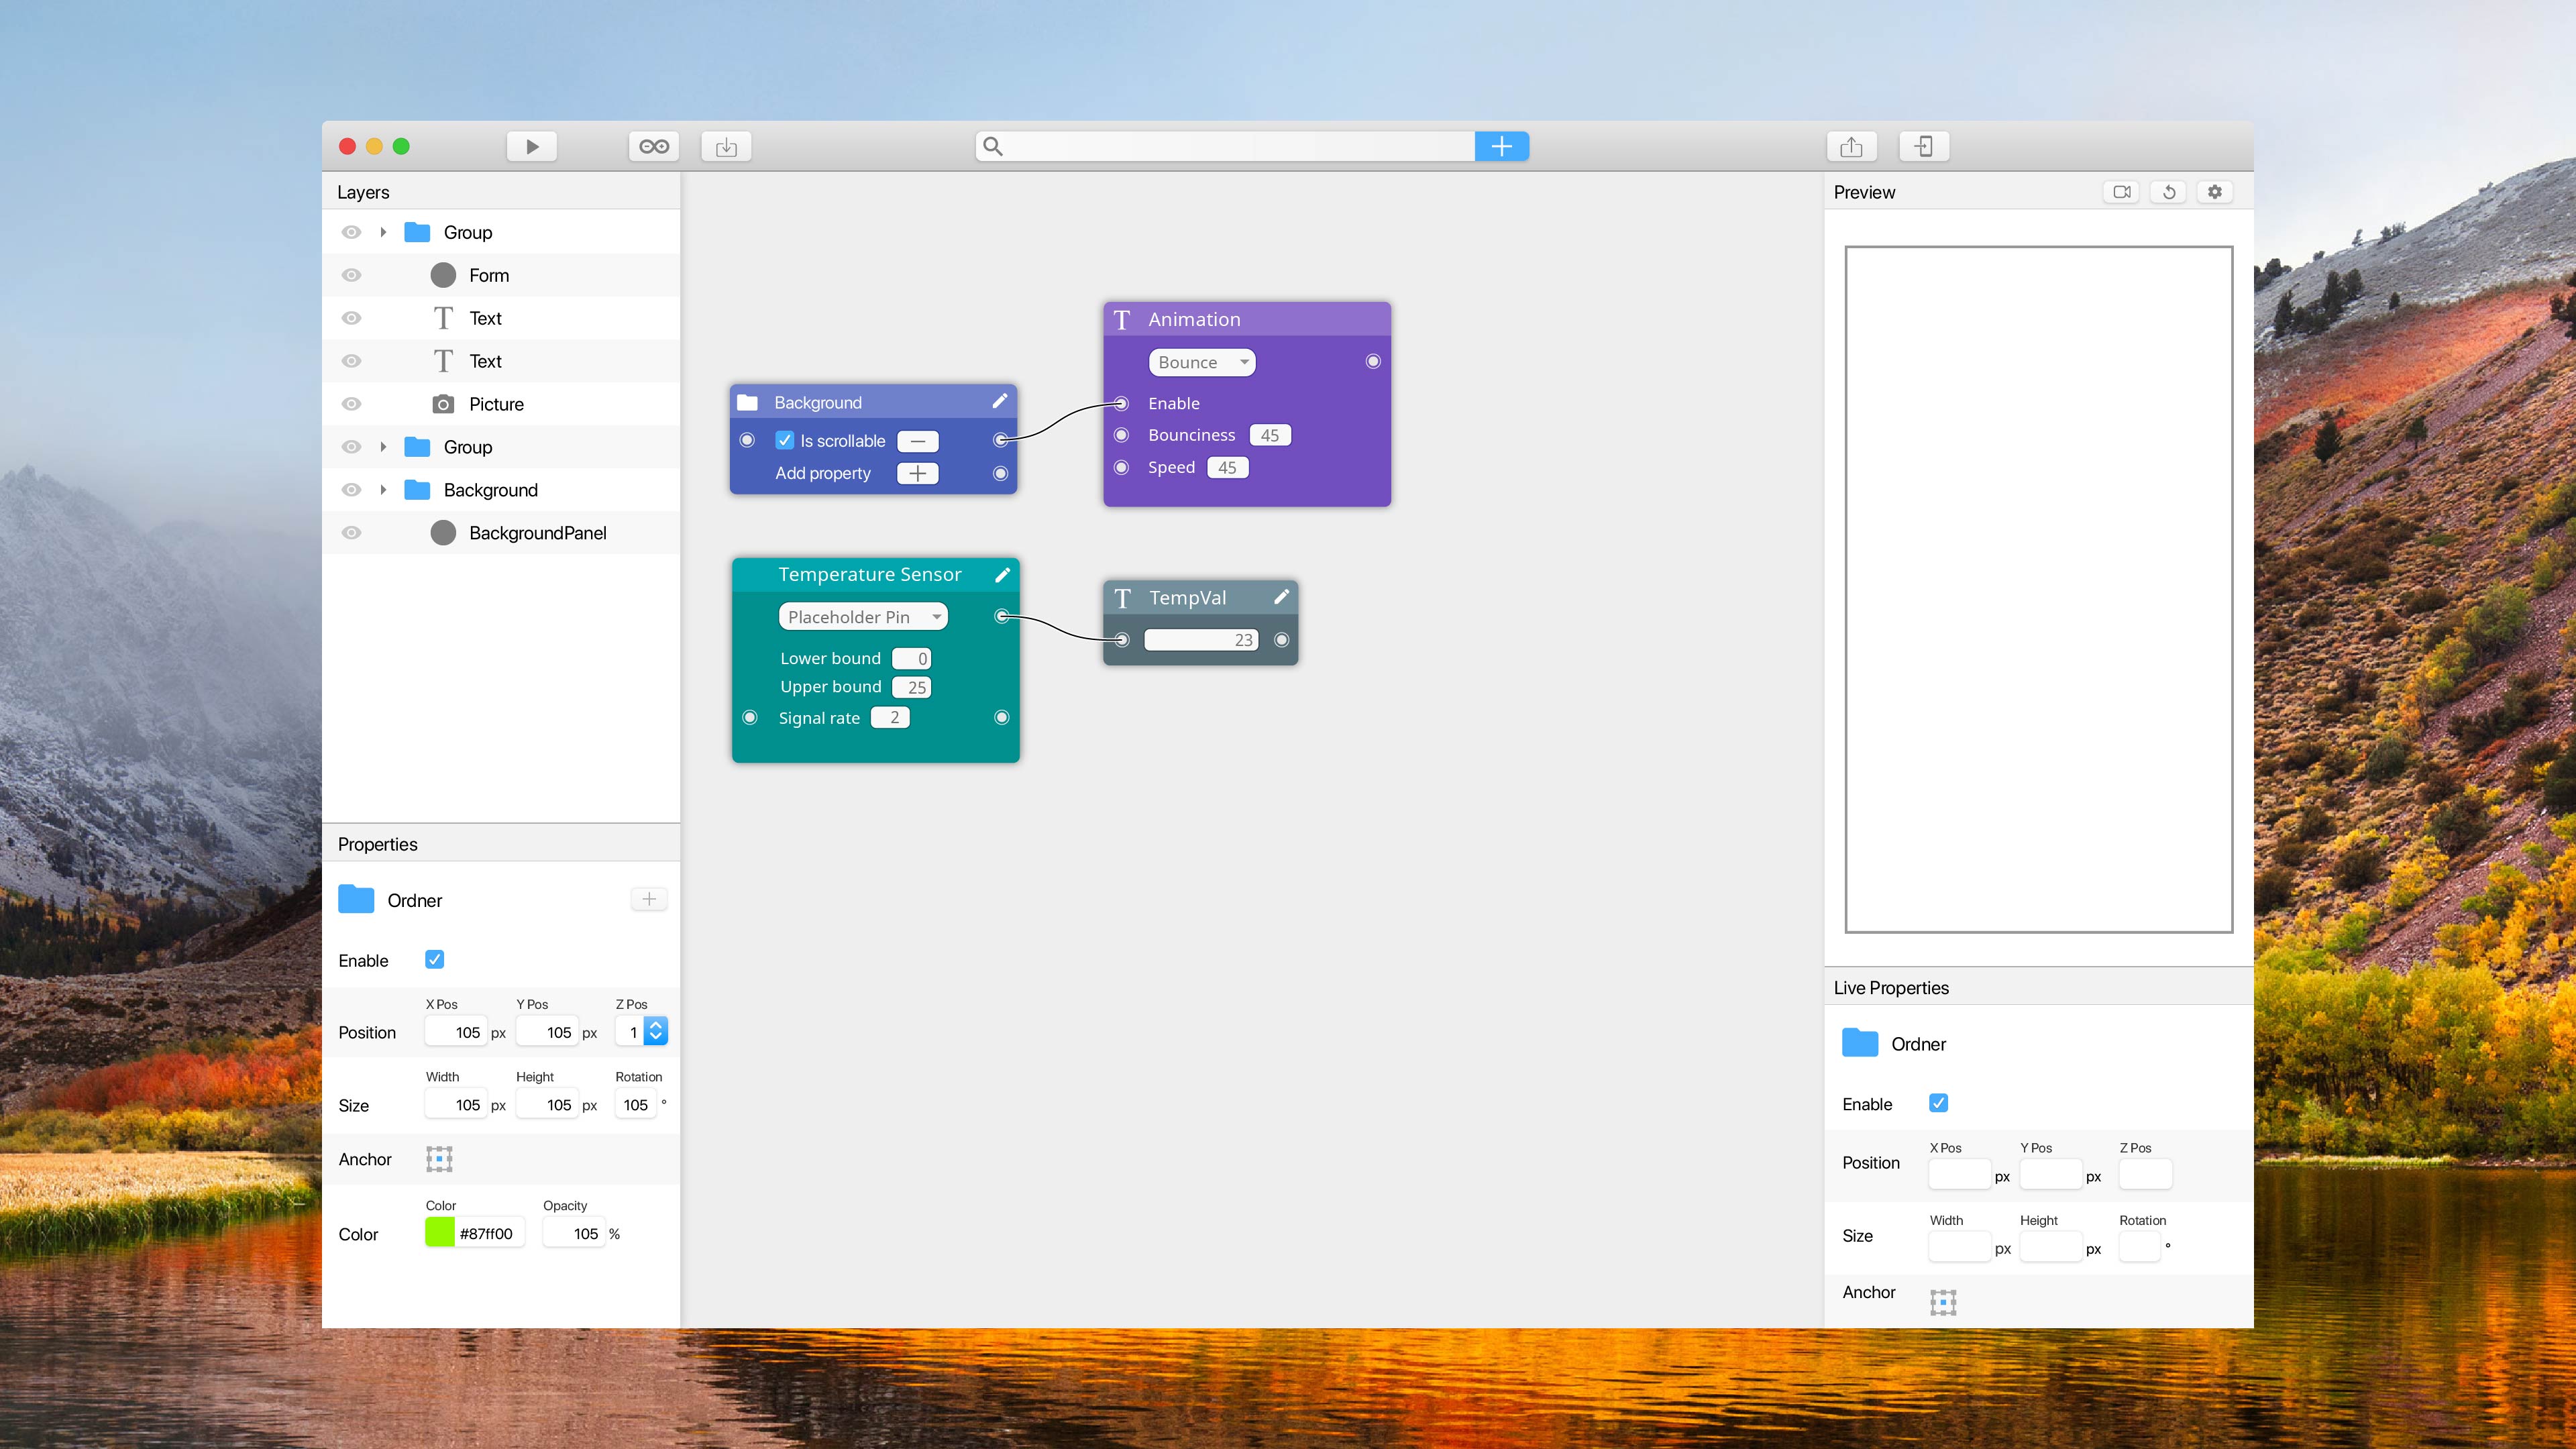 Layers
Group
Form
Text
Text
Picture
Group
Background
BackgroundPanel
Properties
Ordner
Enable
X Pos Y Pos Z Pos
Position 105 px 105 px 1
Width Height Rotation
Size 105 px 105 px 105 °
Anchor
Color Opacity
Color #87ff00 105 %
Background
Is scrollable
Add property
Animation
Bounce
Enable
Bounciness 45
Speed 45
Temperature Sensor
Placeholder Pin
Lower bound 0
Upper bound 25
Signal rate 2
TempVal
23
Preview
Live Properties
Ordner
Enable
X Pos Y Pos Z Pos
Position px px
Width Height Rotation
Size px px °
Anchor